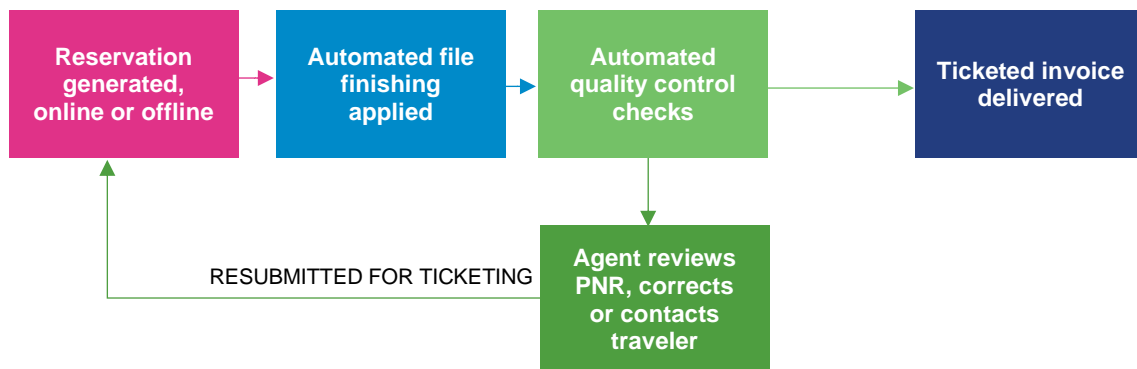 Reservation
generated,
online or offline
Automated file
finishing
applied
Automated
quality control
checks
Ticketed invoice
delivered
RESUBMITTED FOR TICKETING
Agent reviews
PNR, corrects
or contacts
traveler